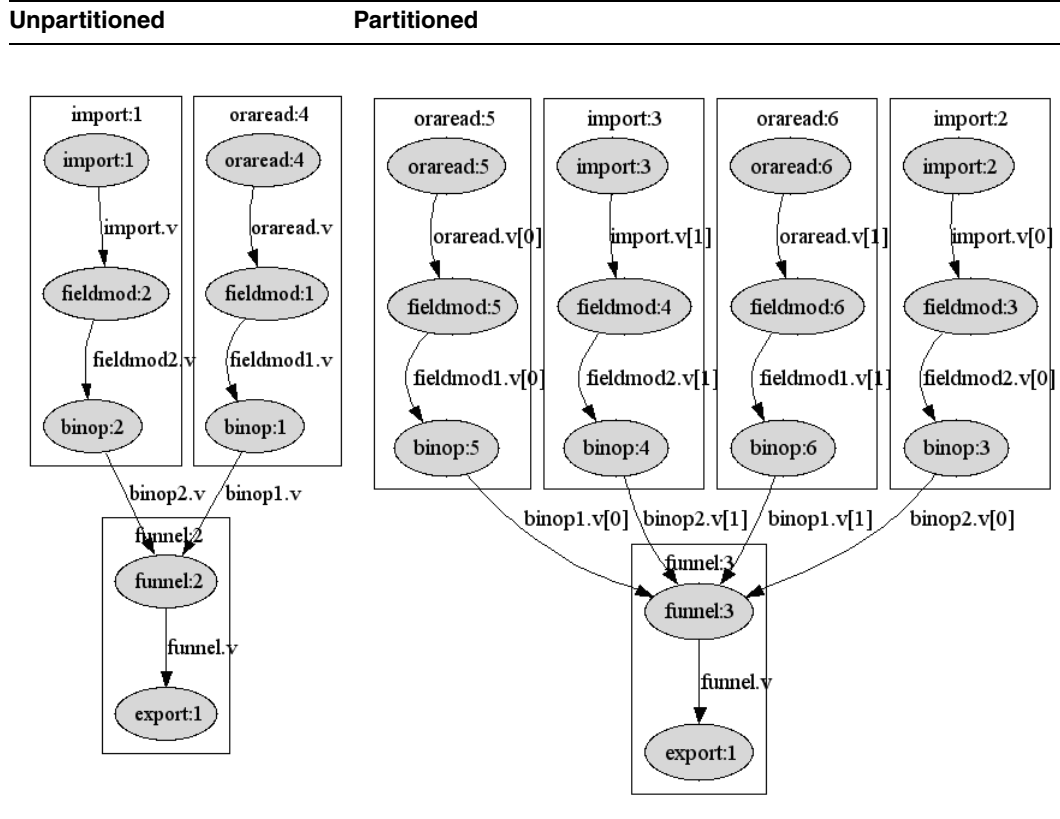 Unpartitioned Partitioned
import:1 oraread:4 oraread:5 import:3 oraread:6 import:2
import:1 oraread:4 oraread:5 import:3 oraread:6 import:2
import.v oraread.v oraread.v[0] import.v[1] oraread.v[1] import.v[0]
fieldmod:2 fieldmod:1 fieldmod:5 fieldmod:4 fieldmod:6 fieldmod:3
fieldmod2.v fieldmod1.v fieldmod1.v[0] fieldmod2.v[1] fieldmod1.v[1] fieldmod2.v[0]
binop:2 binop:1 binop:5 binop:4 binop:6 binop:3
binop2.v binop1.v binop1.v[0] binop2.v[1] binop1.v[1] binop2.v[0]
funnel:2 funnel:3
funnel:2 funnel:3
funnel.v funnel.v
export:1 export:1